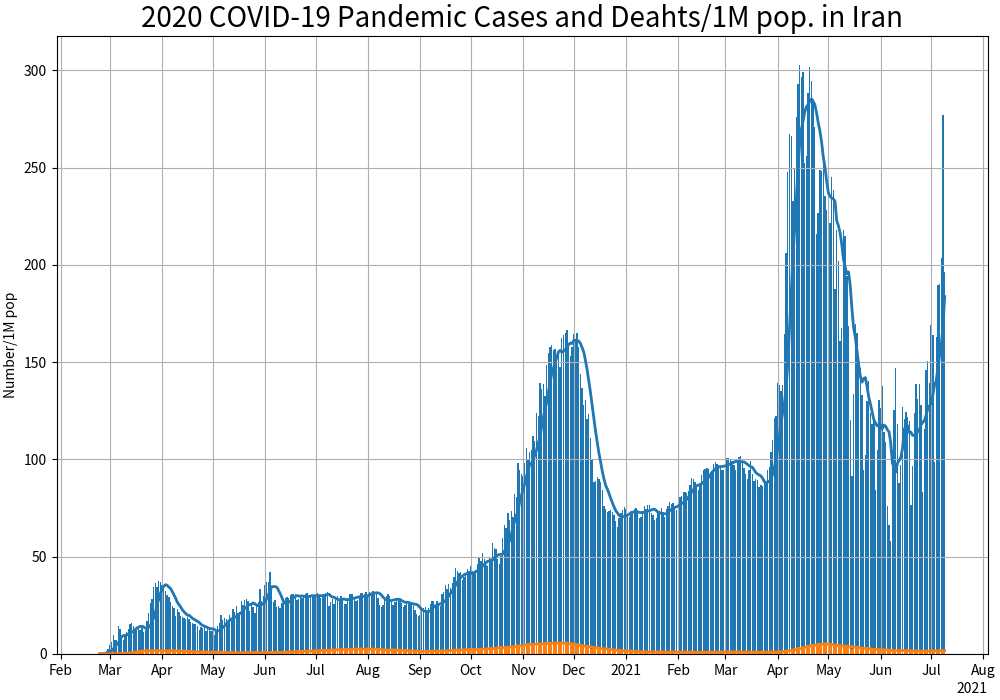 2020 COVID-19 Pandemic Cases and Deahts/1M pop. in Iran
Number/1M pop
300
250
200
150
100
50
0
Feb Mar Apr May Jun Jul Aug Sep Oct Nov Dec 2021 Feb Mar Apr May Jun Jul Aug
2021